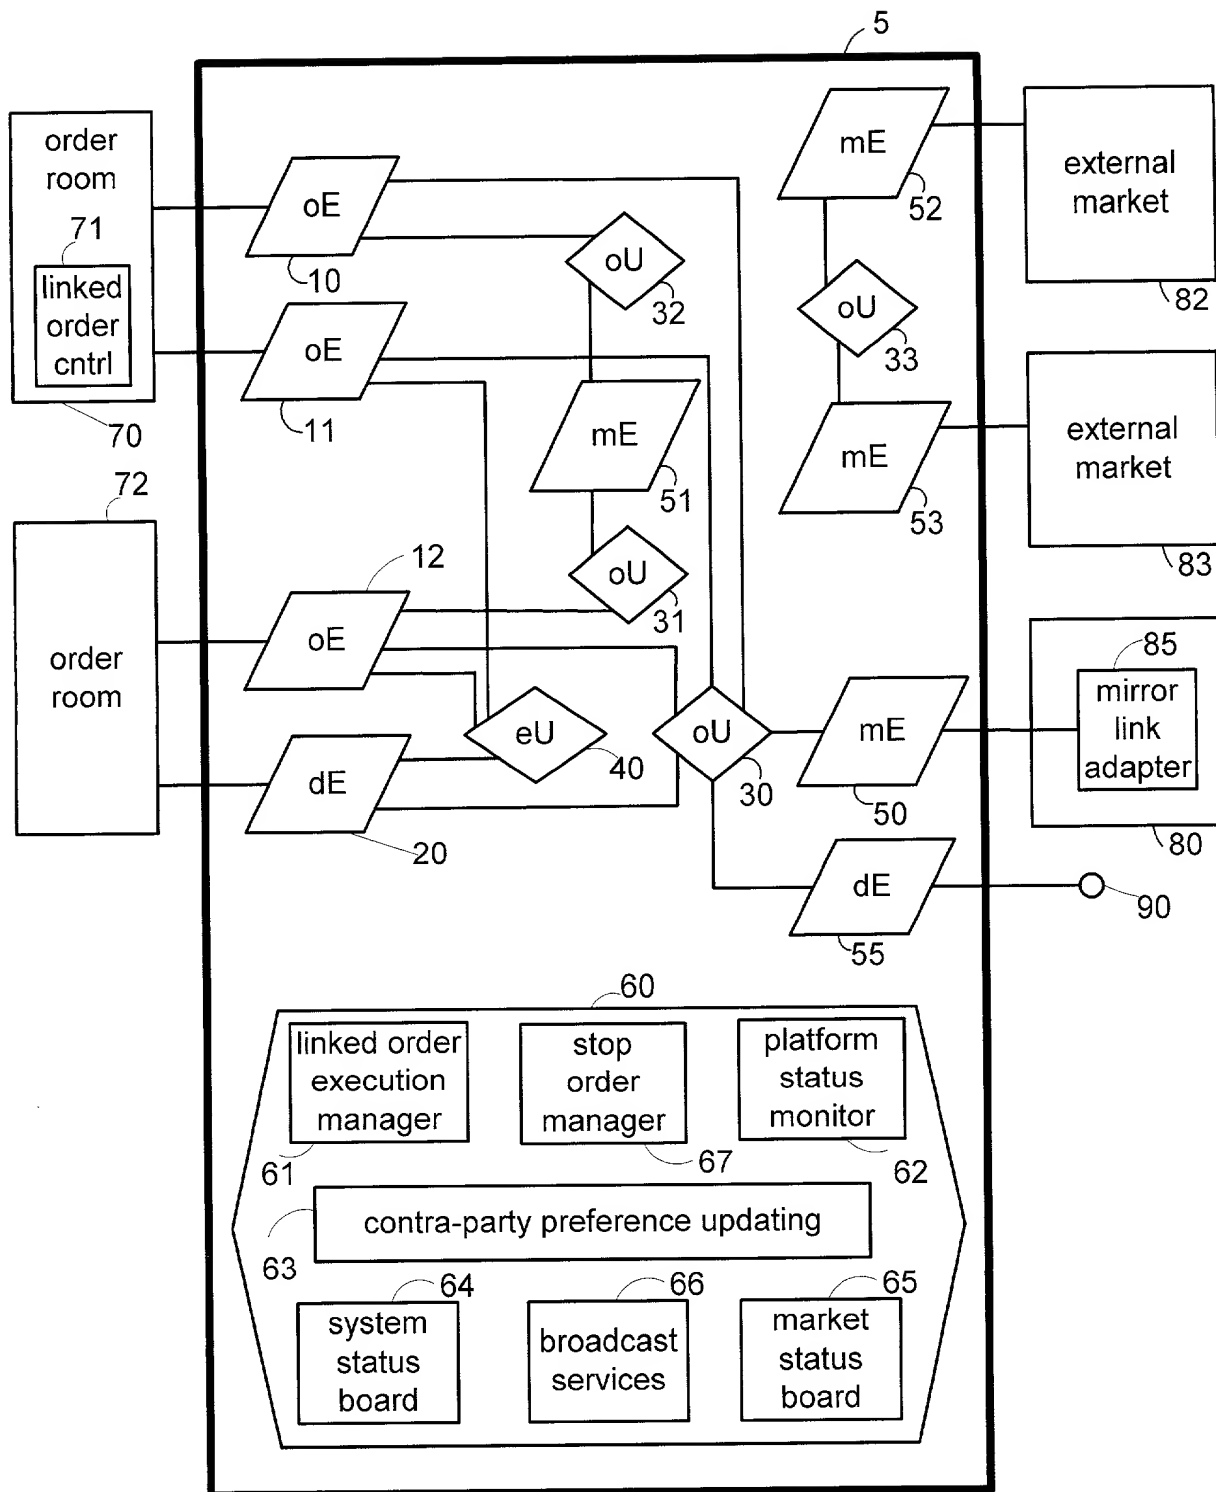 5
order
room
71
linked
order
cntrl
70
oE
10
oE
11
oU
32
mE
51
oU
31
mE
52
oU
33
mE
53
external
market
82
external
market
83
72
order
room
12
oE
dE
20
eU
40
oU
30
mE
50
85
mirror
link
adapter
80
dE
55
90
60
linked order
execution
manager
61
stop
order
manager
67
platform
status
monitor
62
contra-party preference updating
63
64
system
status
board
66
broadcast
services
65
market
status
board